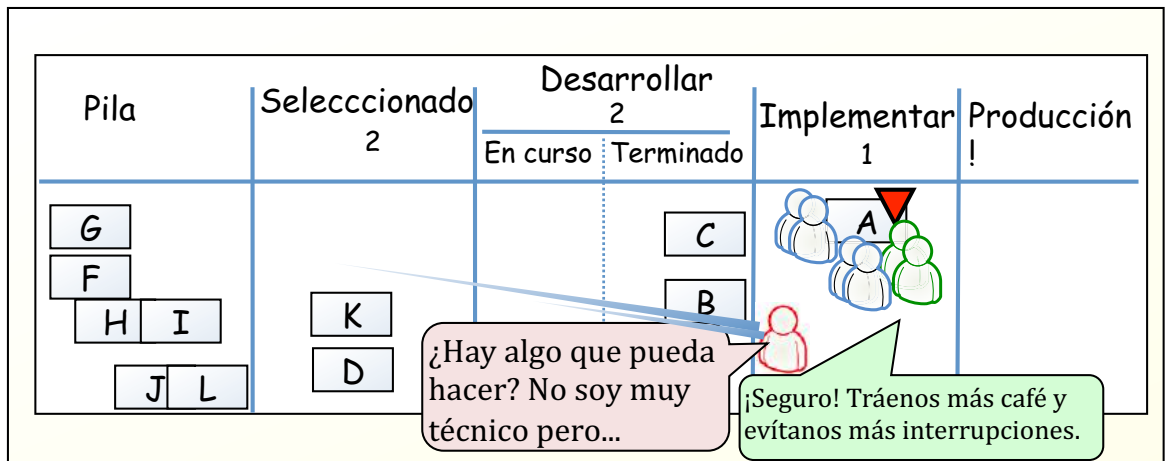 Desarrollar
Pila
Selecccionado
2
2
Implementar
1
Producción
!
En curso
Terminado
G
F
H I
J L
K
D
C
B
A
¿Hay algo que pueda
hacer? No soy muy
técnico pero...
¡Seguro! Tráenos más café y
evítanos más interrupciones.